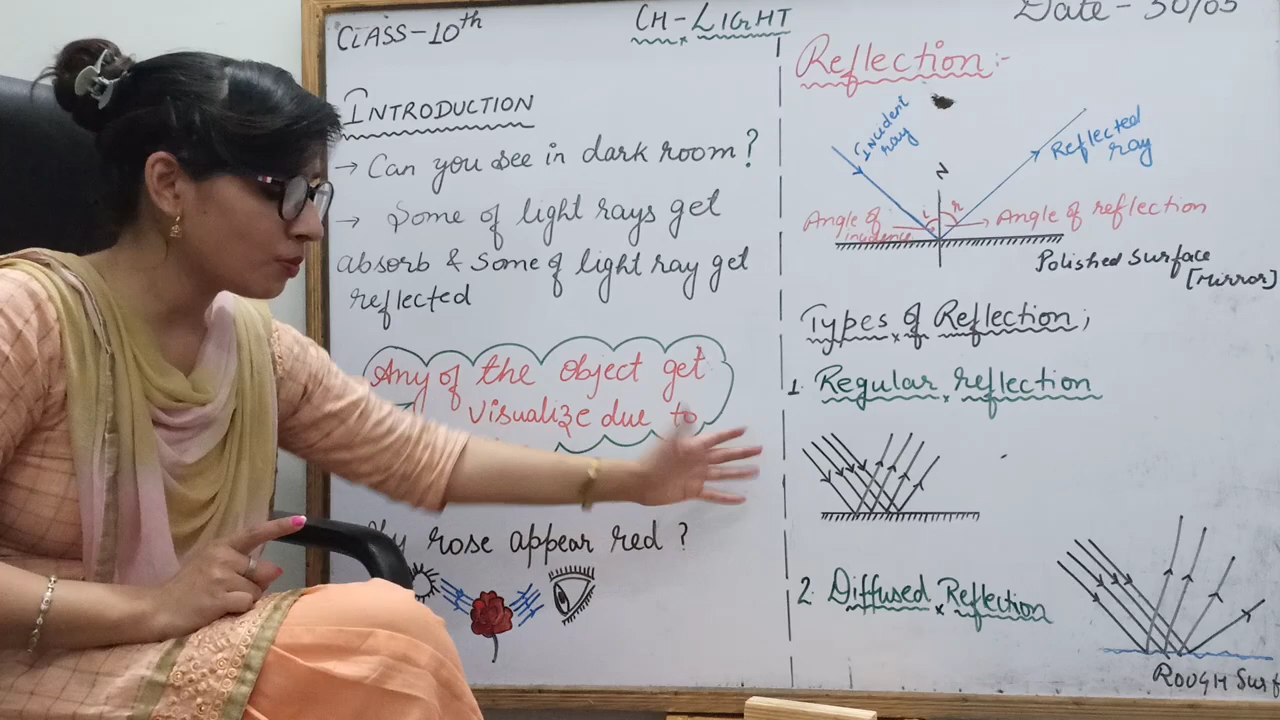 CLASS-10th
CH-LIGHT
Date - 30/05
INTRODUCTION
→ Can you see in dark room?
→ Some of light rays get
absorb & some of light ray get
reflected
Any of the object get
visualize due to
rose appear red ?
Reflection:-
Incident
ray
N
Reflected
ray
i
r
Angle of
incidence
Angle of reflection
Polished Surface
[Mirror]
Types of Reflection;
1. Regular reflection
2. Diffused Reflection
ROUGH